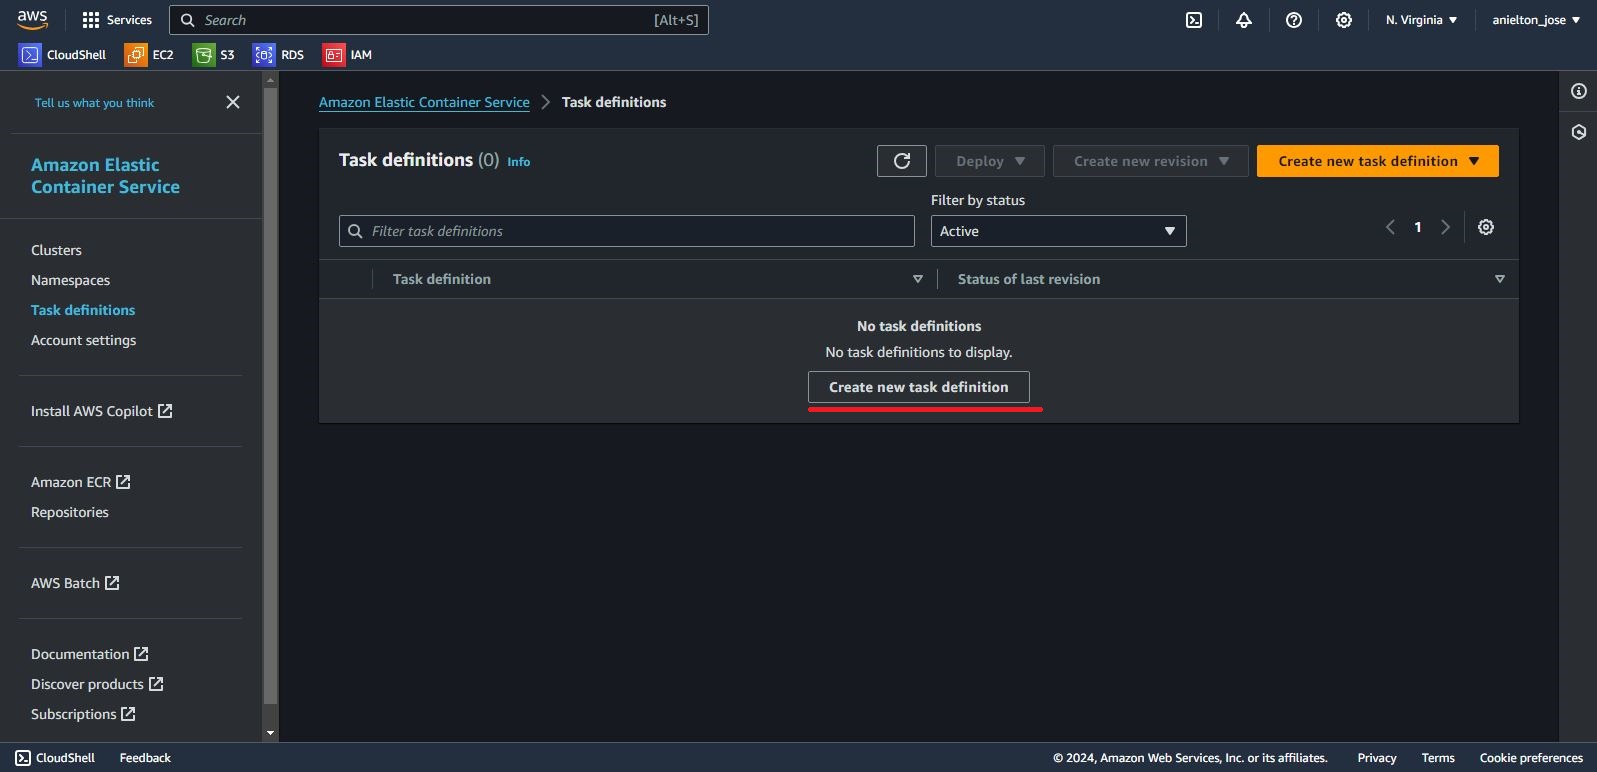 aws
Services
Search
[Alt+S]
N. Virginia
anielton_jose
CloudShell
EC2
S3
RDS
IAM
Tell us what you think
Amazon Elastic
Container Service
Clusters
Namespaces
Task definitions
Account settings
Install AWS Copilot
Amazon ECR
Repositories
AWS Batch
Documentation
Discover products
Subscriptions
Amazon Elastic Container Service
Task definitions
Task definitions (0) Info
Deploy
Create new revision
Create new task definition
Filter by status
Filter task definitions
Active
1
Task definition
Status of last revision
No task definitions
No task definitions to display.
Create new task definition
CloudShell
Feedback
© 2024, Amazon Web Services, Inc. or its affiliates.
Privacy
Terms
Cookie preferences